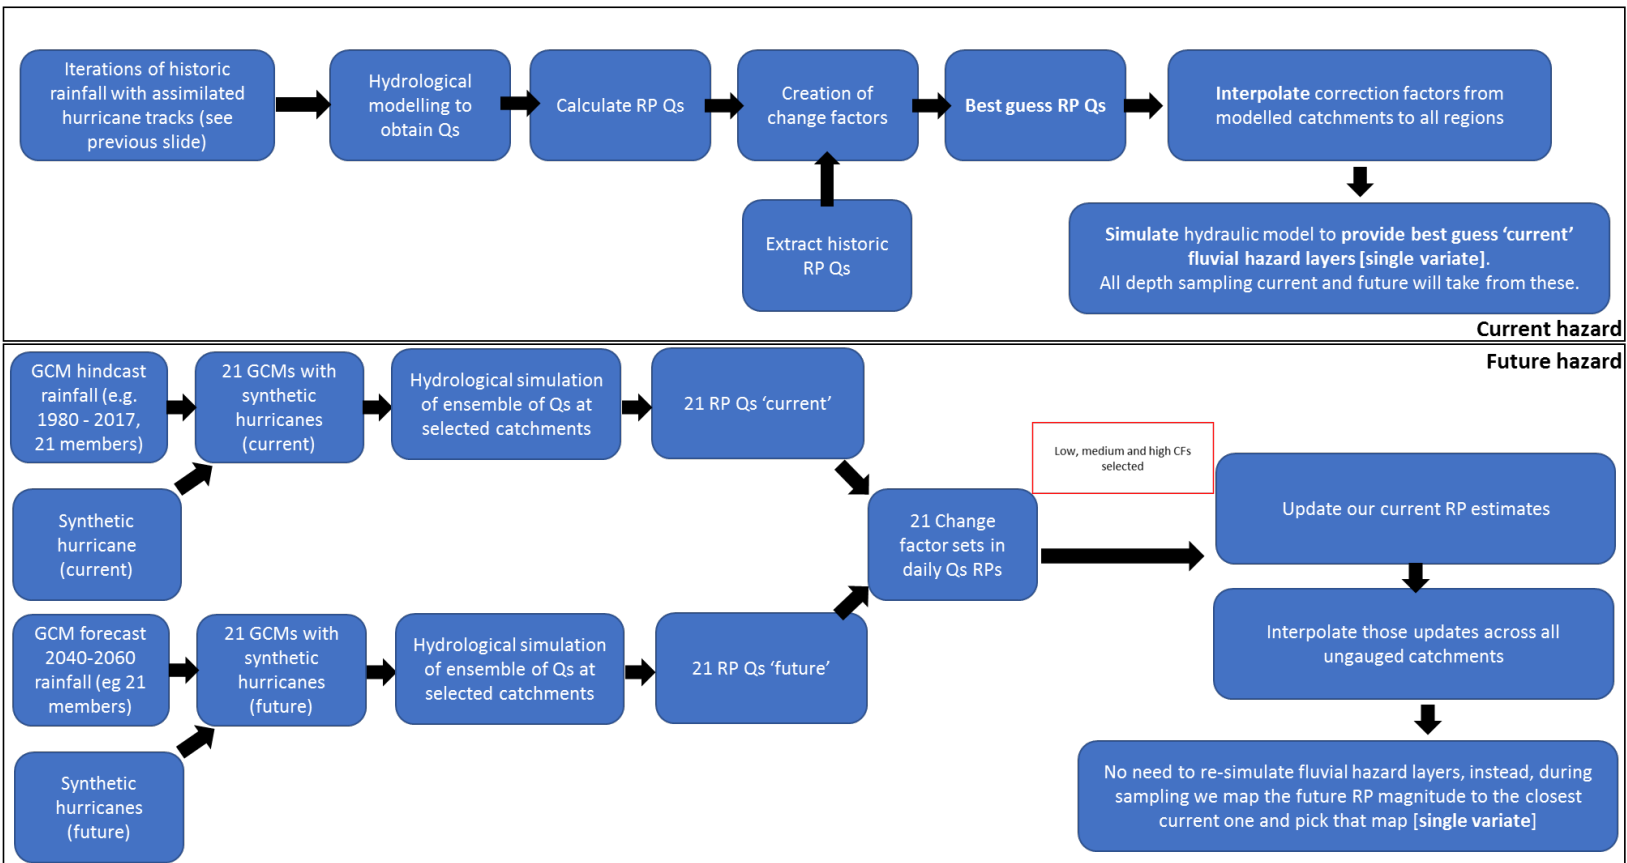 Iterations of historic
rainfall with assimilated
hurricane tracks (see
previous slide)
Hydrological
modelling to
obtain Qs
Calculate RP Qs
Creation of
change factors
Best guess RP Qs
Interpolate correction factors from
modelled catchments to all regions
Extract historic
RP Qs
Simulate hydraulic model to provide best guess ‘current’
fluvial hazard layers [single variate].
All depth sampling current and future will take from these.
Current hazard
Future hazard
GCM hindcast
rainfall (e.g.
1980 - 2017,
21 members)
21 GCMs with
synthetic
hurricanes
(current)
Hydrological simulation
of ensemble of Qs at
selected catchments
21 RP Qs ‘current’
Synthetic
hurricane
(current)
Low, medium and high CFs
selected
21 Change
factor sets in
daily Qs RPs
Update our current RP estimates
GCM forecast
2040-2060
rainfall (eg 21
members)
21 GCMs with
synthetic
hurricanes
(future)
Hydrological simulation
of ensemble of Qs at
selected catchments
21 RP Qs ‘future’
Interpolate those updates across all
ungauged catchments
Synthetic
hurricanes
(future)
No need to re-simulate fluvial hazard layers, instead, during
sampling we map the future RP magnitude to the closest
current one and pick that map [single variate]